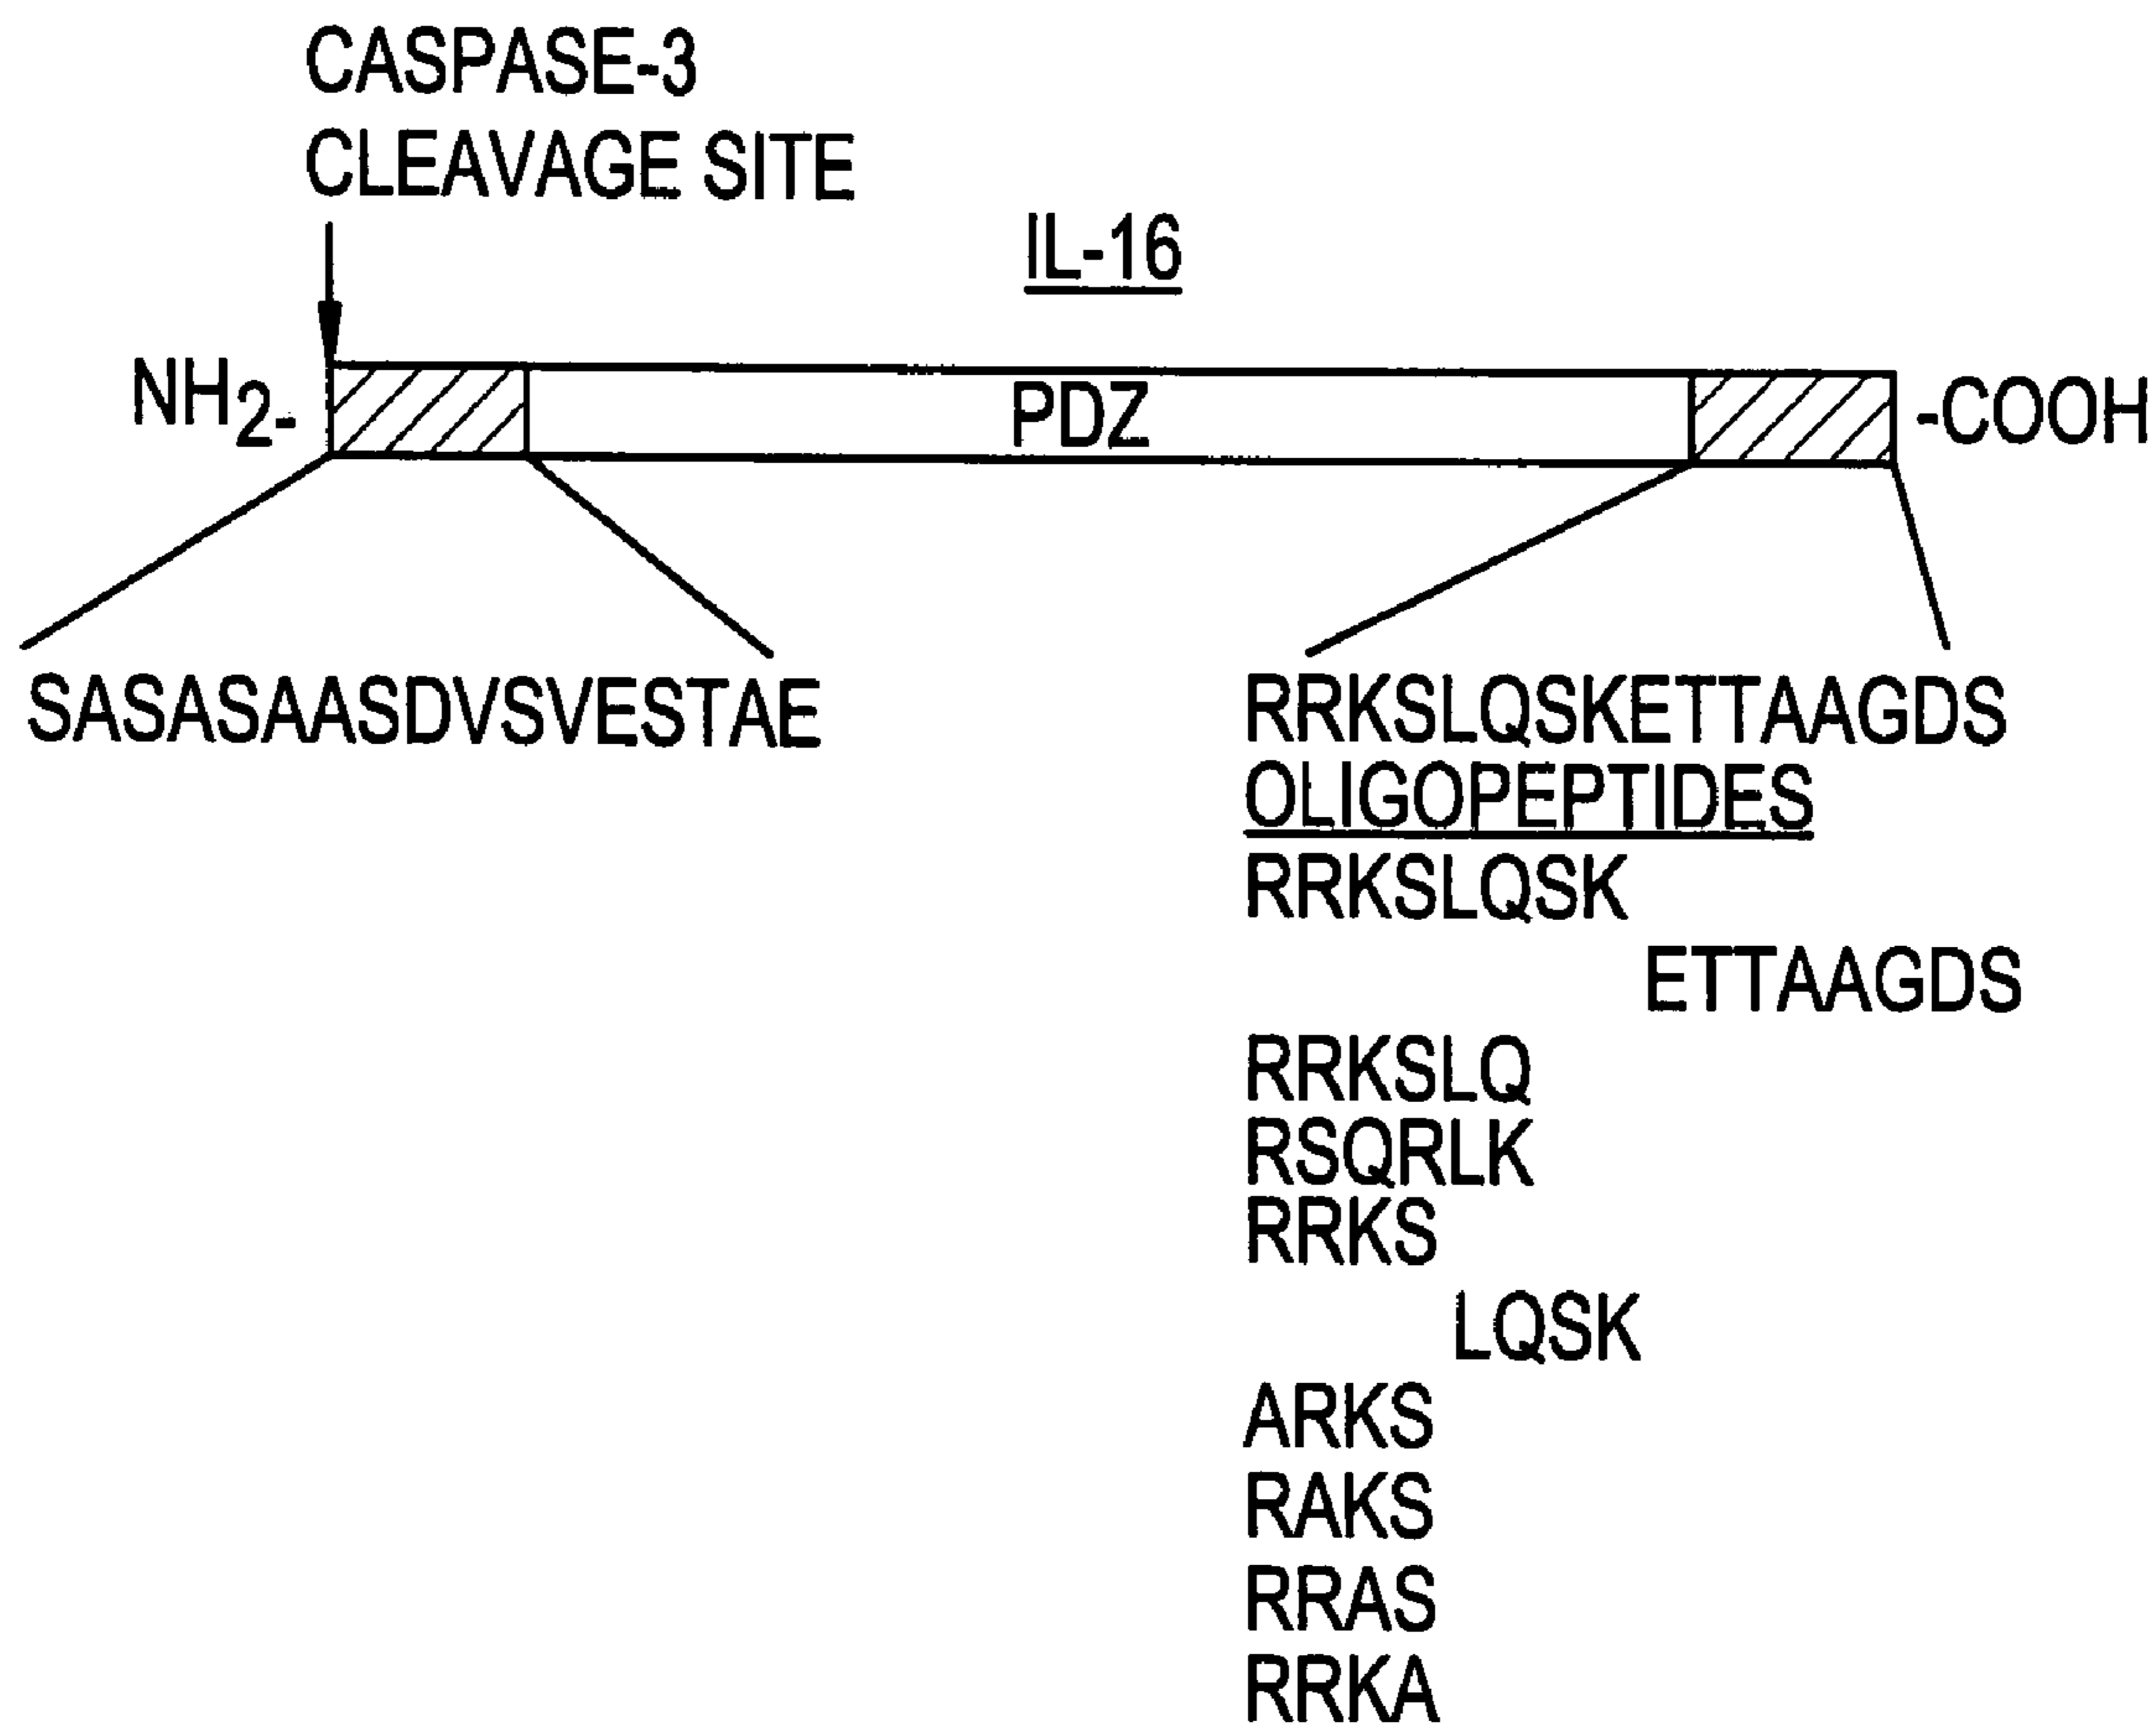 CASPASE-3
CLEAVAGE SITE
IL-16
NH2-
PDZ
-COOH
SASASAASDVSVESTAE
RRKSLQSKETTAAGDS
OLIGOPEPTIDES
RRKSLQSK
ETTAAGDS
RRKSLQ
RSQRLK
RRKS
LQSK
ARKS
RAKS
RRAS
RRKA